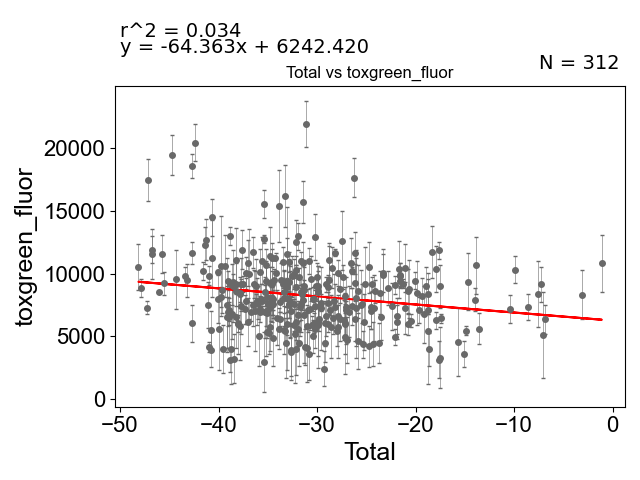 r^2 = 0.034
y = -64.363x + 6242.420
N = 312
Total vs toxgreen_fluor
toxgreen_fluor
20000
15000
10000
5000
0
−50 −40 −30 −20 −10 0
Total